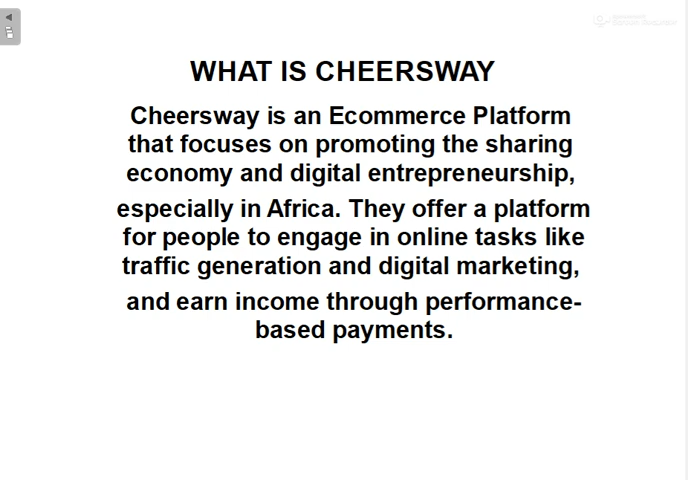 WHAT IS CHEERSWAY
Cheersway is an Ecommerce Platform
that focuses on promoting the sharing
economy and digital entrepreneurship,
especially in Africa. They offer a platform
for people to engage in online tasks like
traffic generation and digital marketing,
and earn income through performance-
based payments.